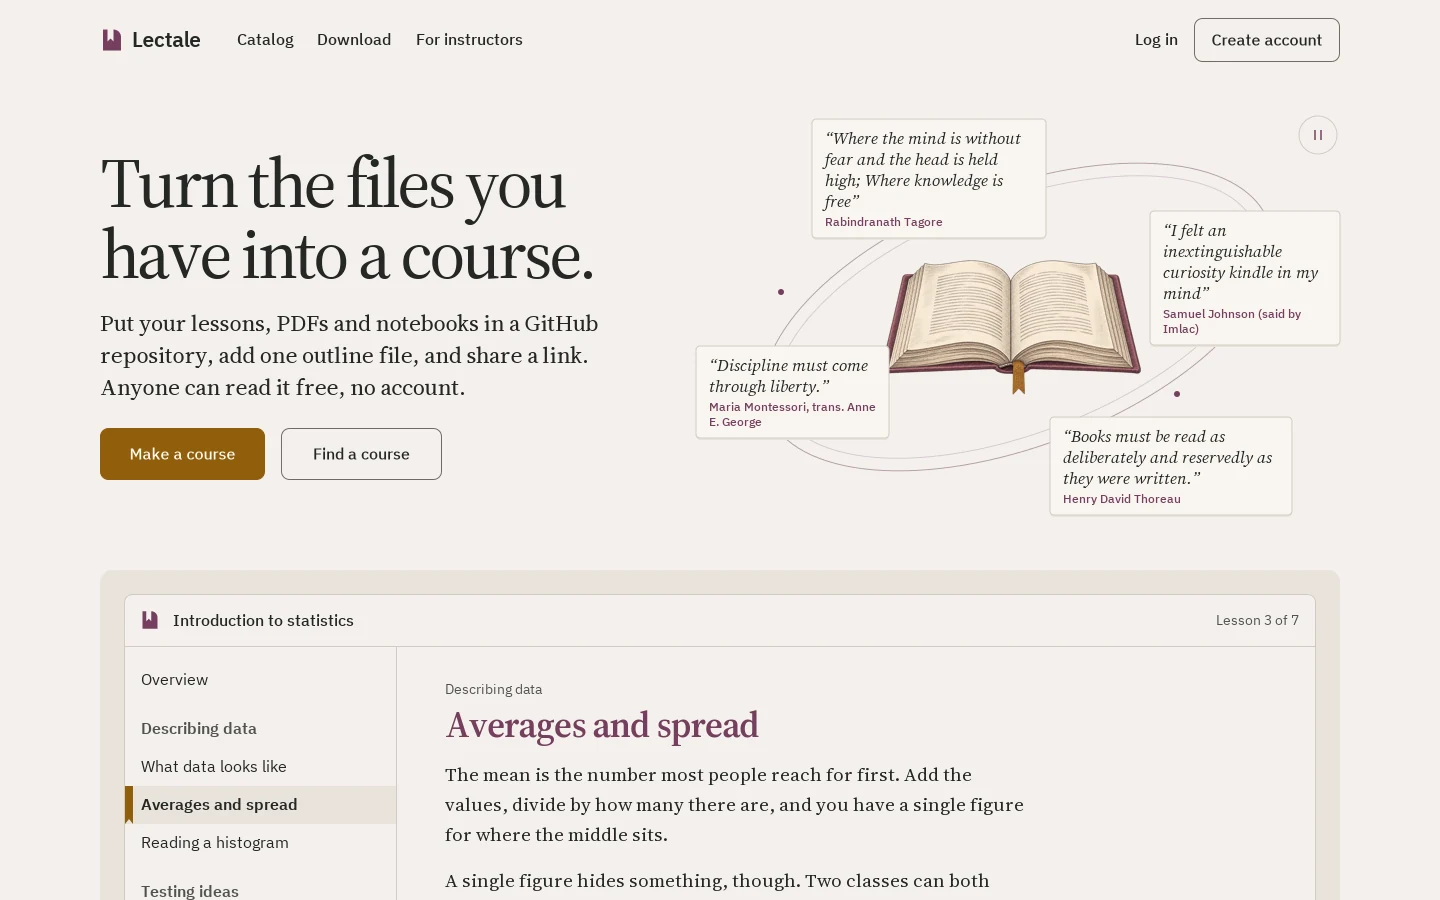 Lectale
Catalog
Download
For instructors
Log in
Create account
Turn the files you
have into a course.
Put your lessons, PDFs and notebooks in a GitHub
repository, add one outline file, and share a link.
Anyone can read it free, no account.
Make a course
Find a course
“Where the mind is without
fear and the head is held
high; Where knowledge is
free”
Rabindranath Tagore
“I felt an
inextinguishable
curiosity kindle in my
mind”
Samuel Johnson (said by
Imlac)
“Discipline must come
through liberty.”
Maria Montessori, trans. Anne
E. George
“Books must be read as
deliberately and reservedly as
they were written.”
Henry David Thoreau
Introduction to statistics
Lesson 3 of 7
Overview
Describing data
What data looks like
Averages and spread
Reading a histogram
Testing ideas
Describing data
Averages and spread
The mean is the number most people reach for first. Add the
values, divide by how many there are, and you have a single figure
for where the middle sits.
A single figure hides something, though. Two classes can both